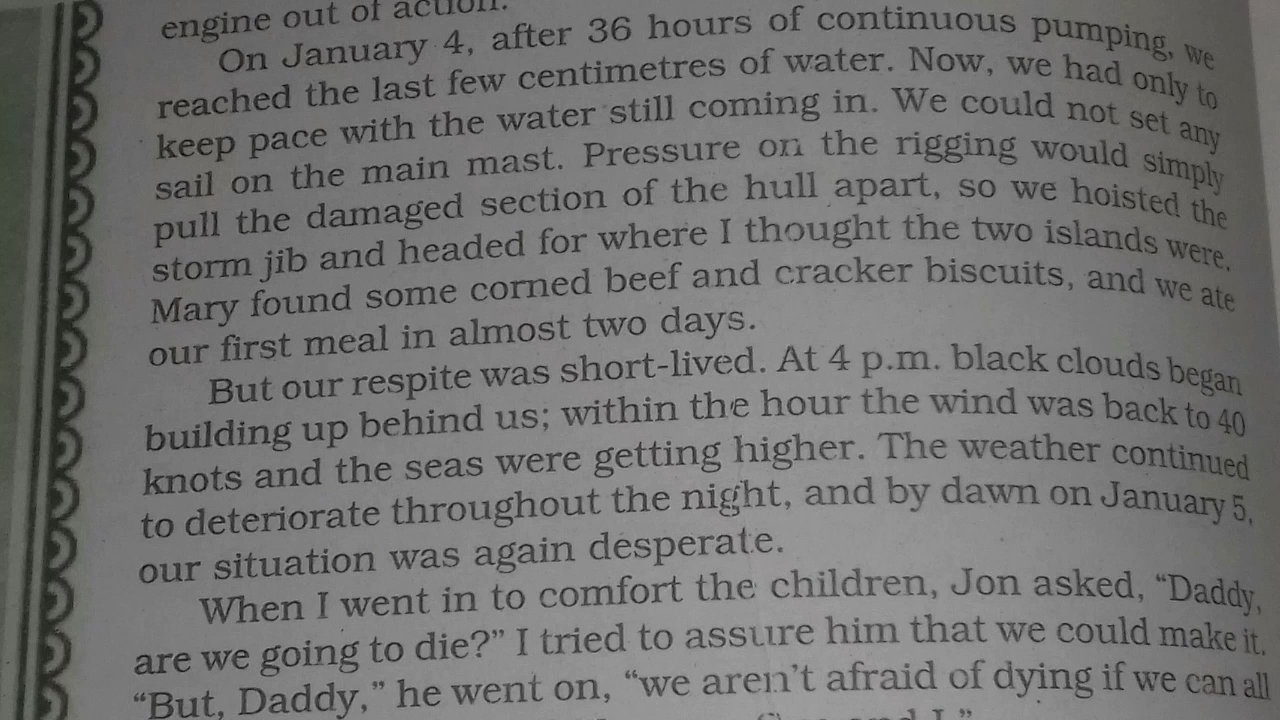 engine out of action.
On January 4, after 36 hours of continuous pumping, we
reached the last few centimetres of water. Now, we had only to
keep pace with the water still coming in. We could not set any
sail on the main mast. Pressure on the rigging would simply
pull the damaged section of the hull apart, so we hoisted the
storm jib and headed for where I thought the two islands were.
Mary found some corned beef and cracker biscuits, and we ate
our first meal in almost two days.
But our respite was short-lived. At 4 p.m. black clouds began
building up behind us; within the hour the wind was back to 40
knots and the seas were getting higher. The weather continued
to deteriorate throughout the night, and by dawn on January 5,
our situation was again desperate.
When I went in to comfort the children, Jon asked, “Daddy,
are we going to die?” I tried to assure him that we could make it.
“But, Daddy,” he went on, “we aren’t afraid of dying if we can all